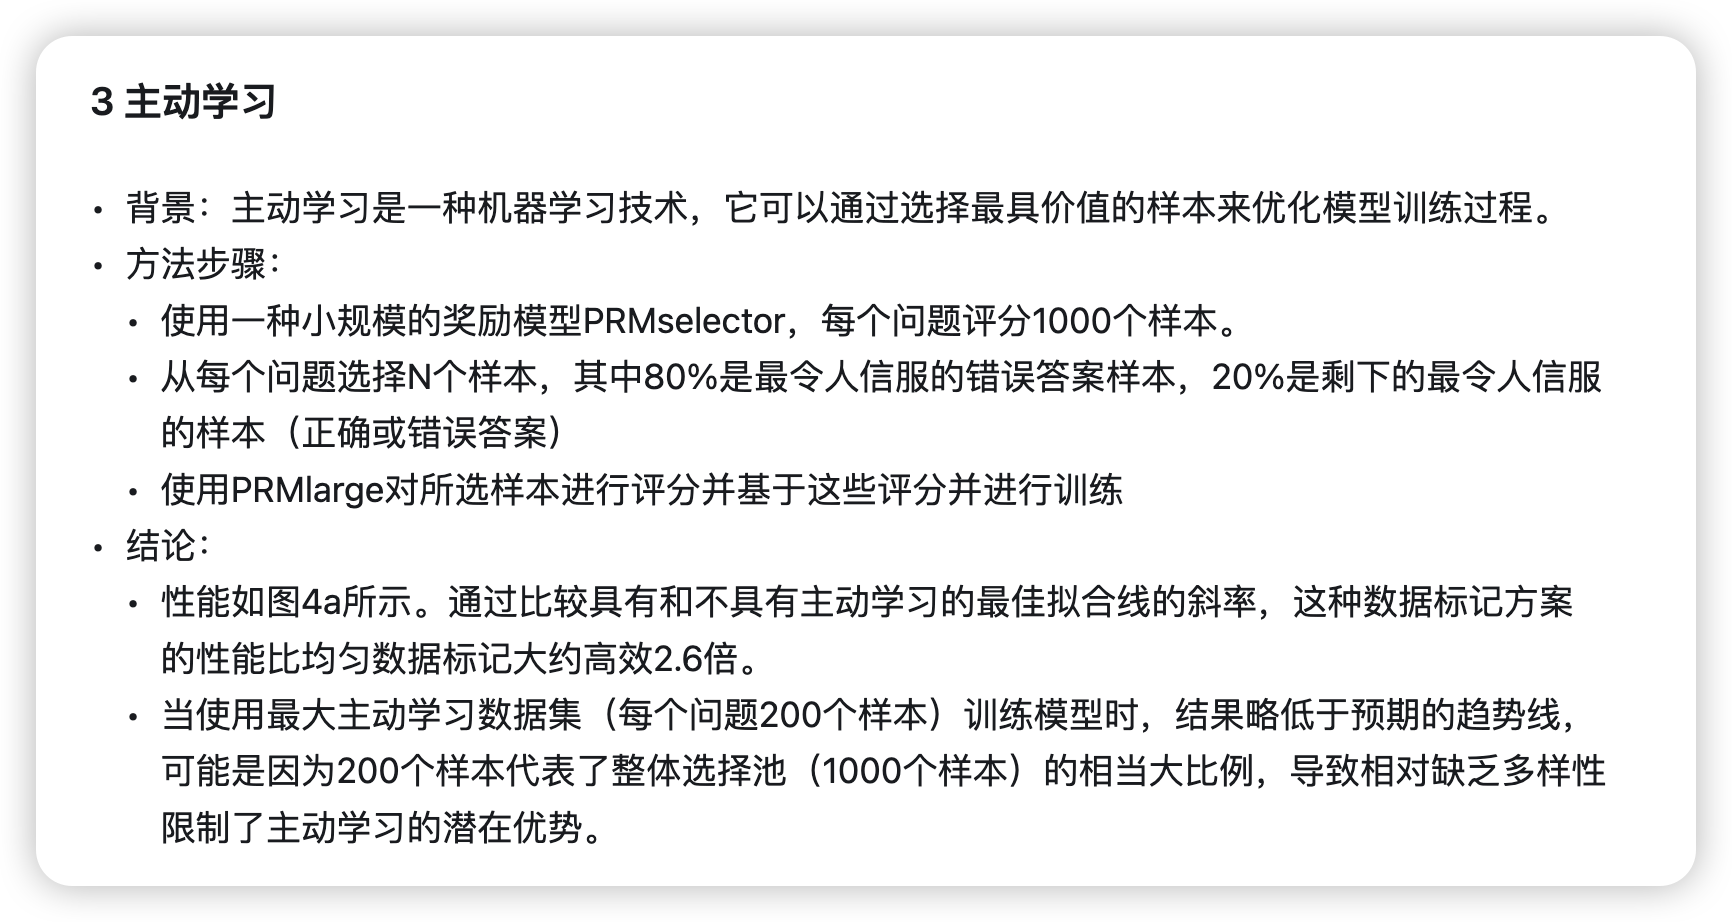 3 主动学习
• 背景：主动学习是一种机器学习技术，它可以通过选择最具价值的样本来优化模型训练过程。
• 方法步骤：
• 使用一种小规模的奖励模型PRMselector，每个问题评分1000个样本。
• 从每个问题选择N个样本，其中80%是最令人信服的错误答案样本，20%是剩下的最令人信服
的样本（正确或错误答案）
• 使用PRMlarge对所选样本进行评分并基于这些评分并进行训练
• 结论：
• 性能如图4a所示。通过比较具有和不具有主动学习的最佳拟合线的斜率，这种数据标记方案
的性能比均匀数据标记大约高效2.6倍。
• 当使用最大主动学习数据集（每个问题200个样本）训练模型时，结果略低于预期的趋势线，
可能是因为200个样本代表了整体选择池（1000个样本）的相当大比例，导致相对缺乏多样性
限制了主动学习的潜在优势。